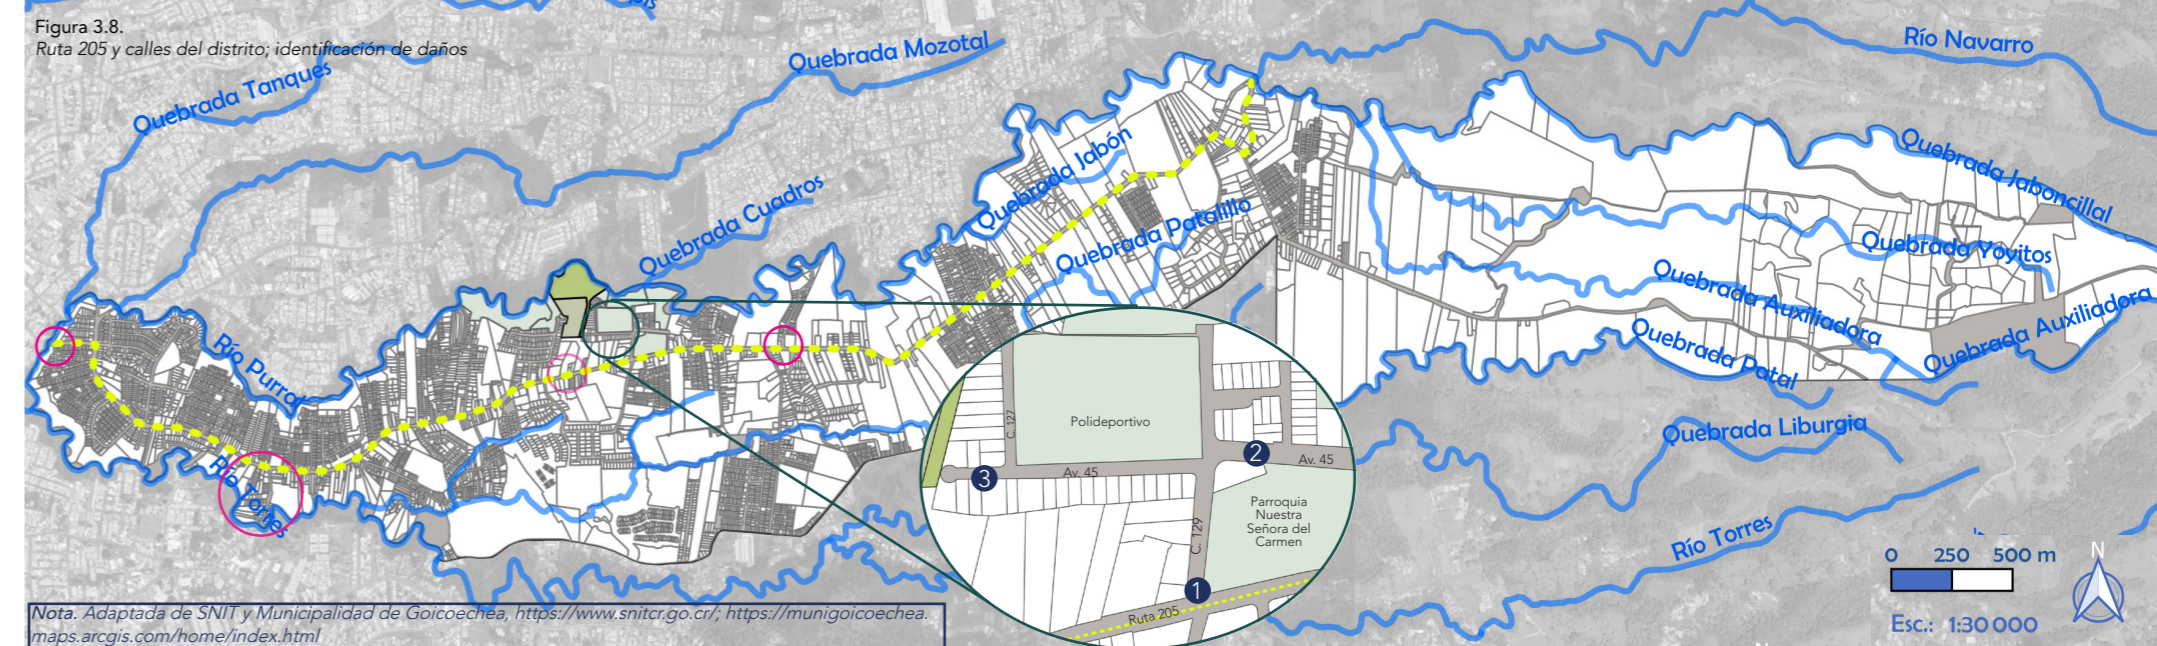 Figura 3.8.
Ruta 205 y calles del distrito; identificación de daños
Quebrada Tanques
Quebrada Mozotal
Río Navarro
Quebrada Cuadros
Quebrada Jabón
Quebrada Patalillo
Quebrada Jaboncillal
Quebrada Yoyitos
Quebrada Auxiliadora
Quebrada Auxiliadora
Quebrada Patal
Quebrada Liburgia
Río Torres
Río Purral
Río Torres
Polideportivo
C. 127
Av. 45
Av. 45
2
3
Parroquia
Nuestra
Señora del
Carmen
C. 129
1
Ruta 205
0 250 500 m
N
Esc.: 1:30 000
Nota. Adaptada de SNIT y Municipalidad de Goicoechea, https://www.snitcr.go.cr/; https://munigoicoechea.
maps.arcgis.com/home/index.html